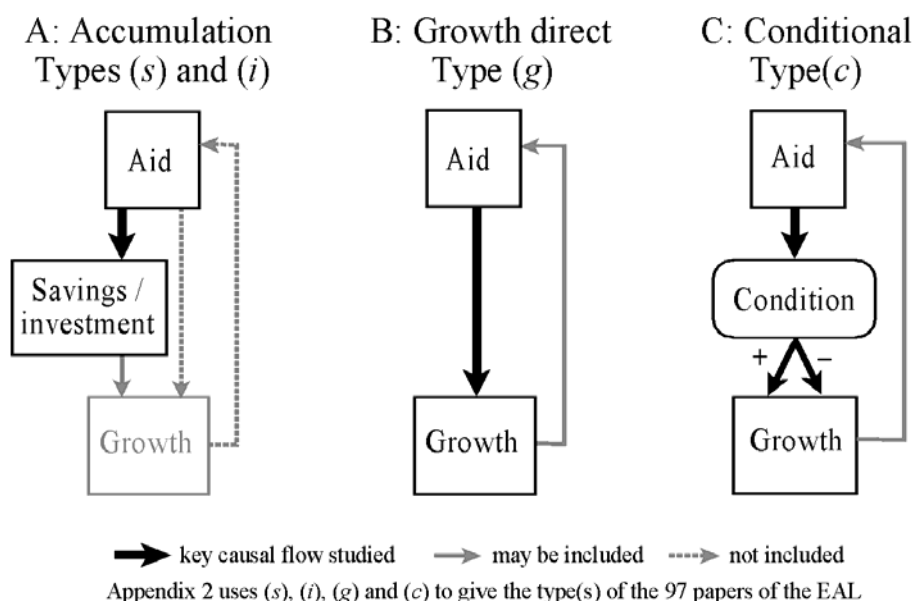 A: Accumulation
Types (s) and (i)
Aid
Savings /
investment
Growth
B: Growth direct
Type (g)
Aid
Growth
C: Conditional
Type(c)
Aid
Condition
+ −
Growth
key causal flow studied may be included not included
Appendix 2 uses (s), (i), (g) and (c) to give the type(s) of the 97 papers of the EAL